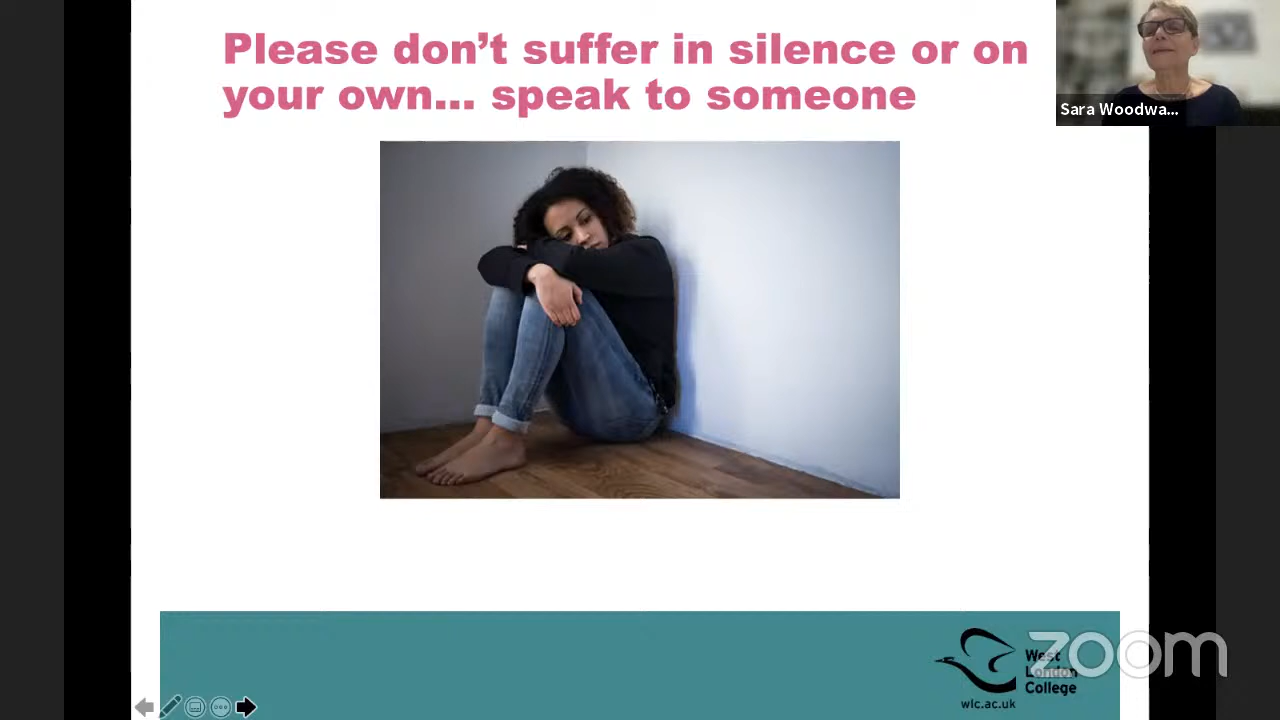 Please don’t suffer in silence or on
your own... speak to someone
Sara Woodwa...
West
London
College
wlc.ac.uk
zoom